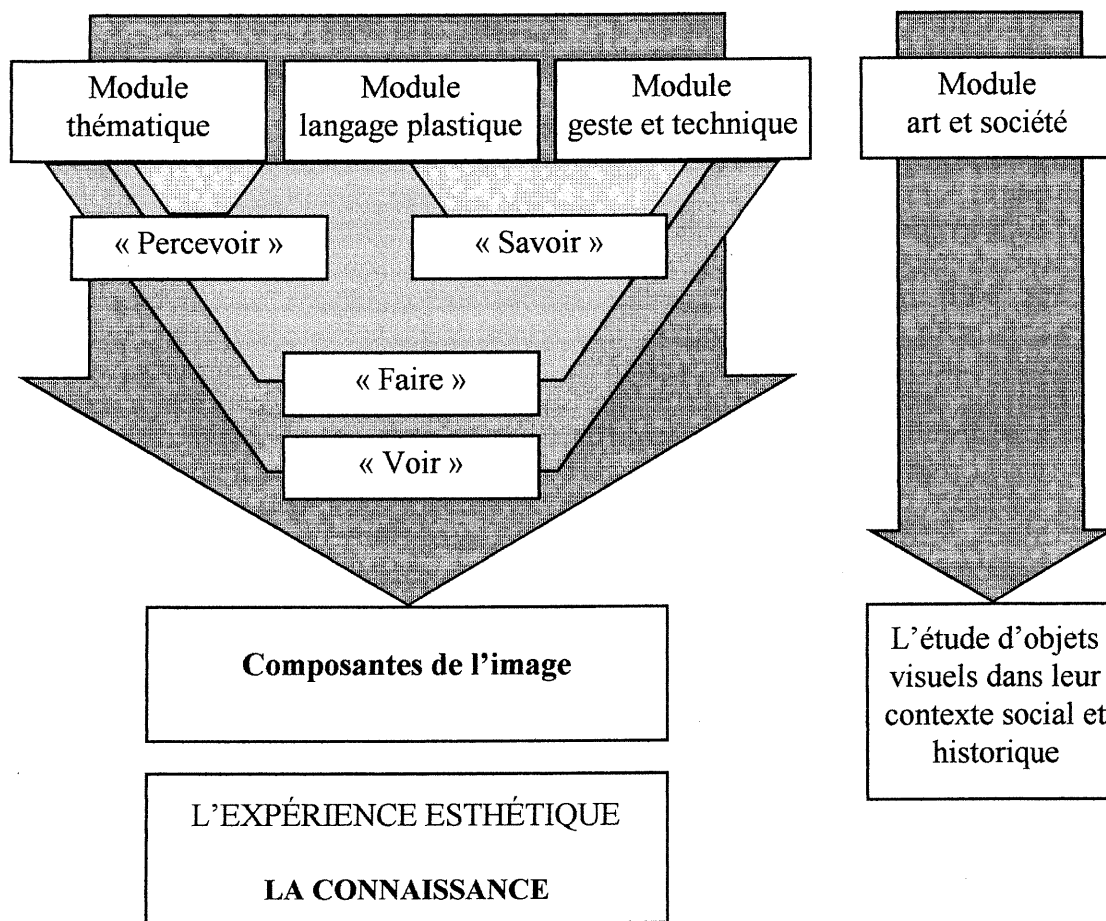 Module
thématique
Module
langage plastique
Module
geste et technique
Module
art et société
« Percevoir »
« Savoir »
« Faire »
« Voir »
Composantes de l’image
L’étude d’objets
visuels dans leur
contexte social et
historique
L’EXPÉRIENCE ESTHÉTIQUE
LA CONNAISSANCE